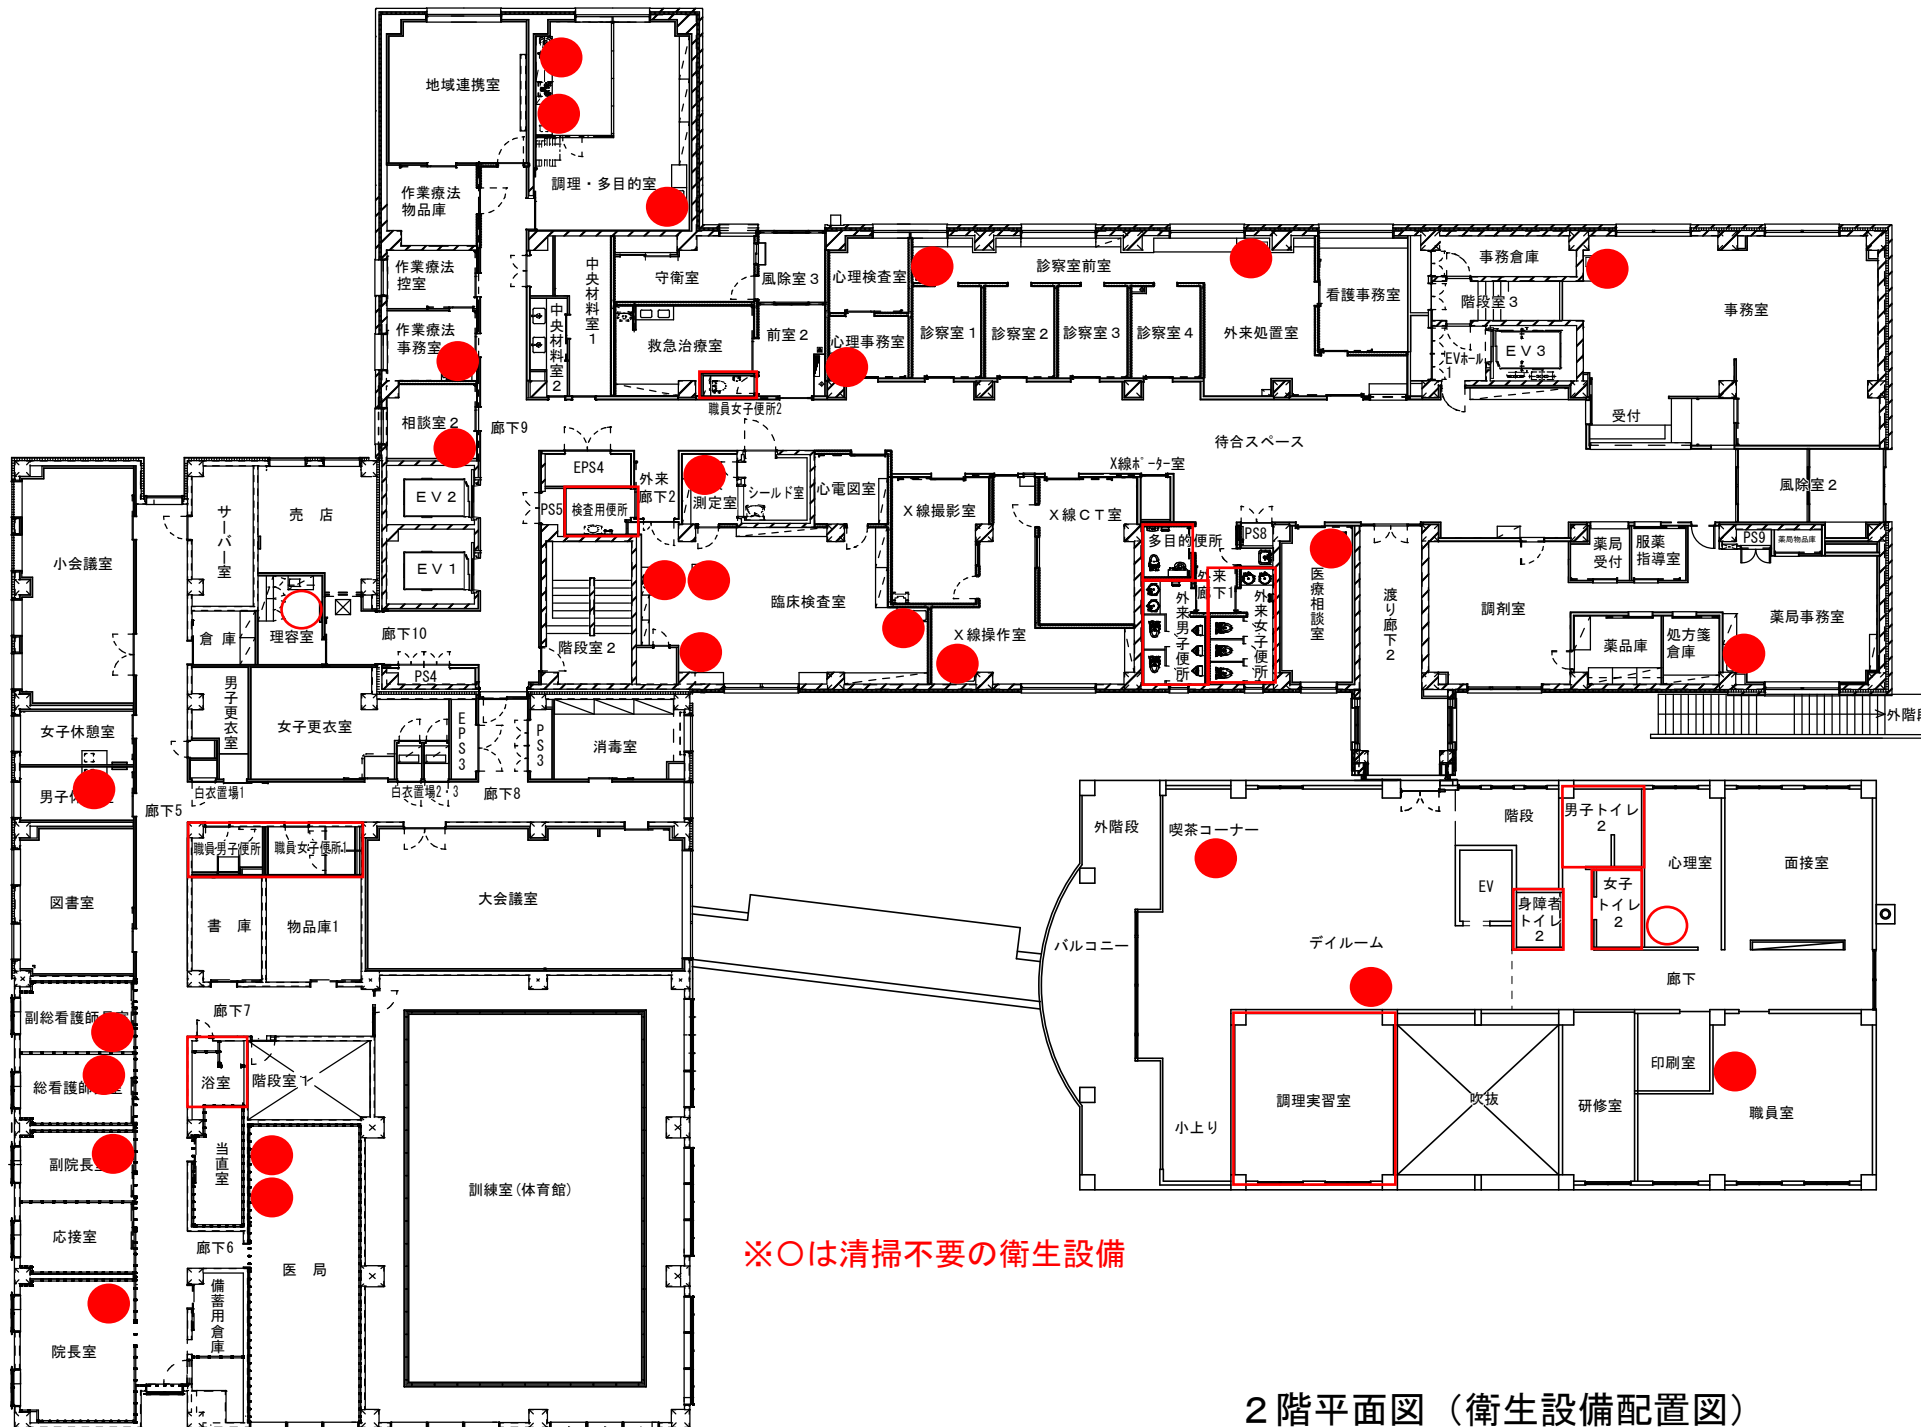 地域連携室
調理・多目的室
作業療法
物品庫
作業療法
控室
作業療法
事務室
相談室2
中央材料室1
中央材料室2
守衛室
風除室3
救急治療室
前室2
職員女子便所2
心理検査室
心理事務室
診察室前室
診察室1
診察室2
診察室3
診察室4
外来処置室
看護事務室
事務倉庫
階段室3
EVホール
1
EV3
事務室
受付
待合スペース
廊下9
EPS4
外来
廊下2
測定室
シールド室
心電図室
X線ポーター室
X線撮影室
X線CT室
風除室2
PS5
検査用便所
多目的便所
PS8
薬局
受付
服薬
指導室
PS9
薬局物品庫
EV2
EV1
サーバー室
売店
小会議室
倉庫
理容室
廊下10
階段室2
臨床検査室
X線操作室
外来
廊下1
外来男子便所
外来女子便所
医療相談室
渡り廊下2
調剤室
薬品庫
処方箋
倉庫
薬局事務室
PS4
男子更衣室
女子更衣室
EPS3
PS3
消毒室
女子休憩室
男子休
白衣置場1
白衣置場2
3
廊下8
廊下5
職員男子便所
職員女子便所1
図書室
書庫
物品庫1
大会議室
廊下7
副総看護師
総看護師
浴室
階段室1
副院長
当直室
応接室
廊下6
医局
備蓄用倉庫
院長室
訓練室(体育館)
外階段
喫茶コーナー
階段
男子トイレ
2
心理室
面接室
EV
身障者
トイレ
2
女子
トイレ
2
バルコニー
デイルーム
廊下
調理実習室
吹抜
研修室
印刷室
職員室
小上り
※○は清掃不要の衛生設備
2階平面図（衛生設備配置図）